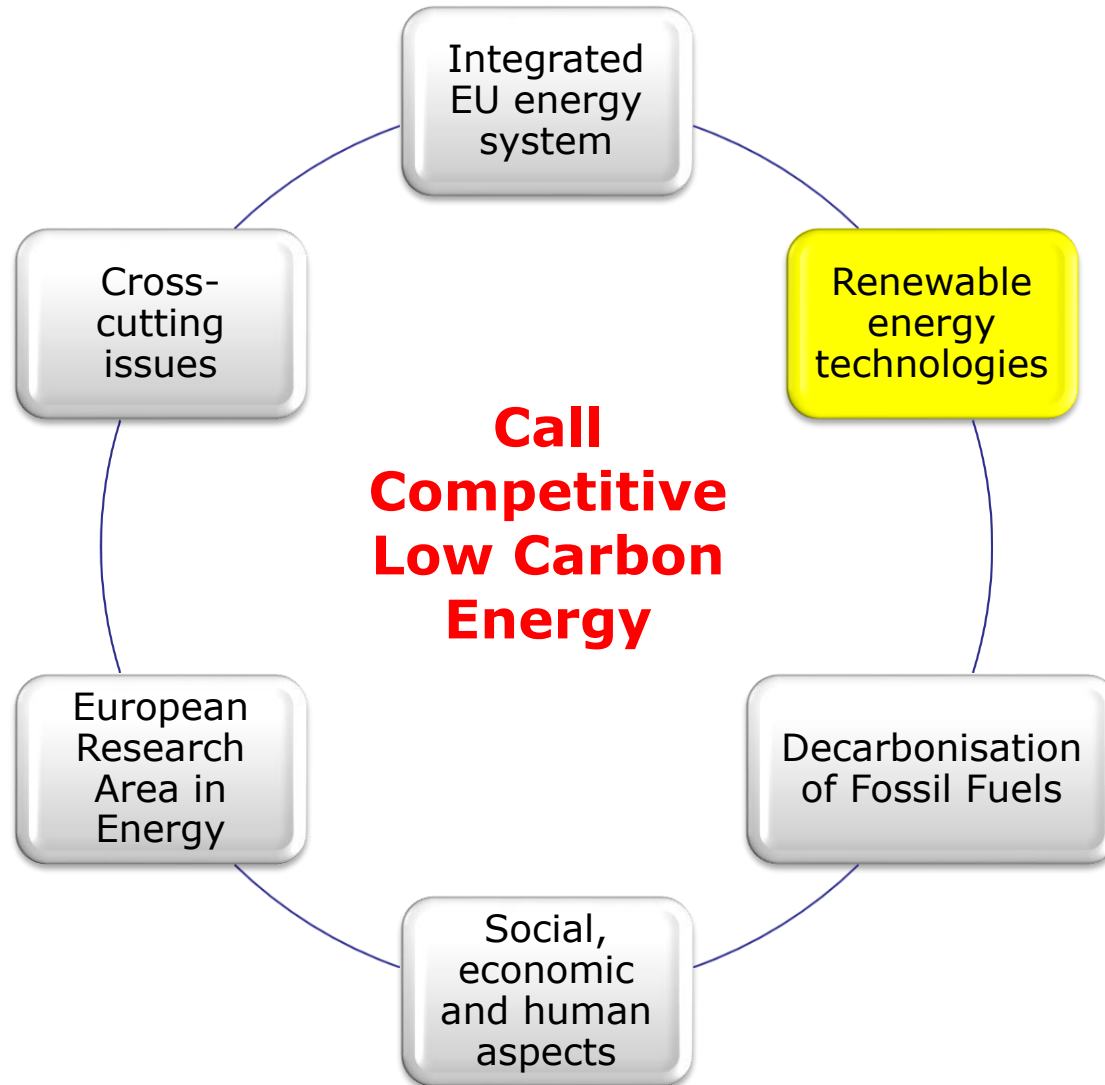 Integrated
EU energy
system
Cross-
cutting
issues
Renewable
energy
technologies
Call
Competitive
Low Carbon
Energy
European
Research
Area in
Energy
Decarbonisation
of Fossil Fuels
Social,
economic
and human
aspects